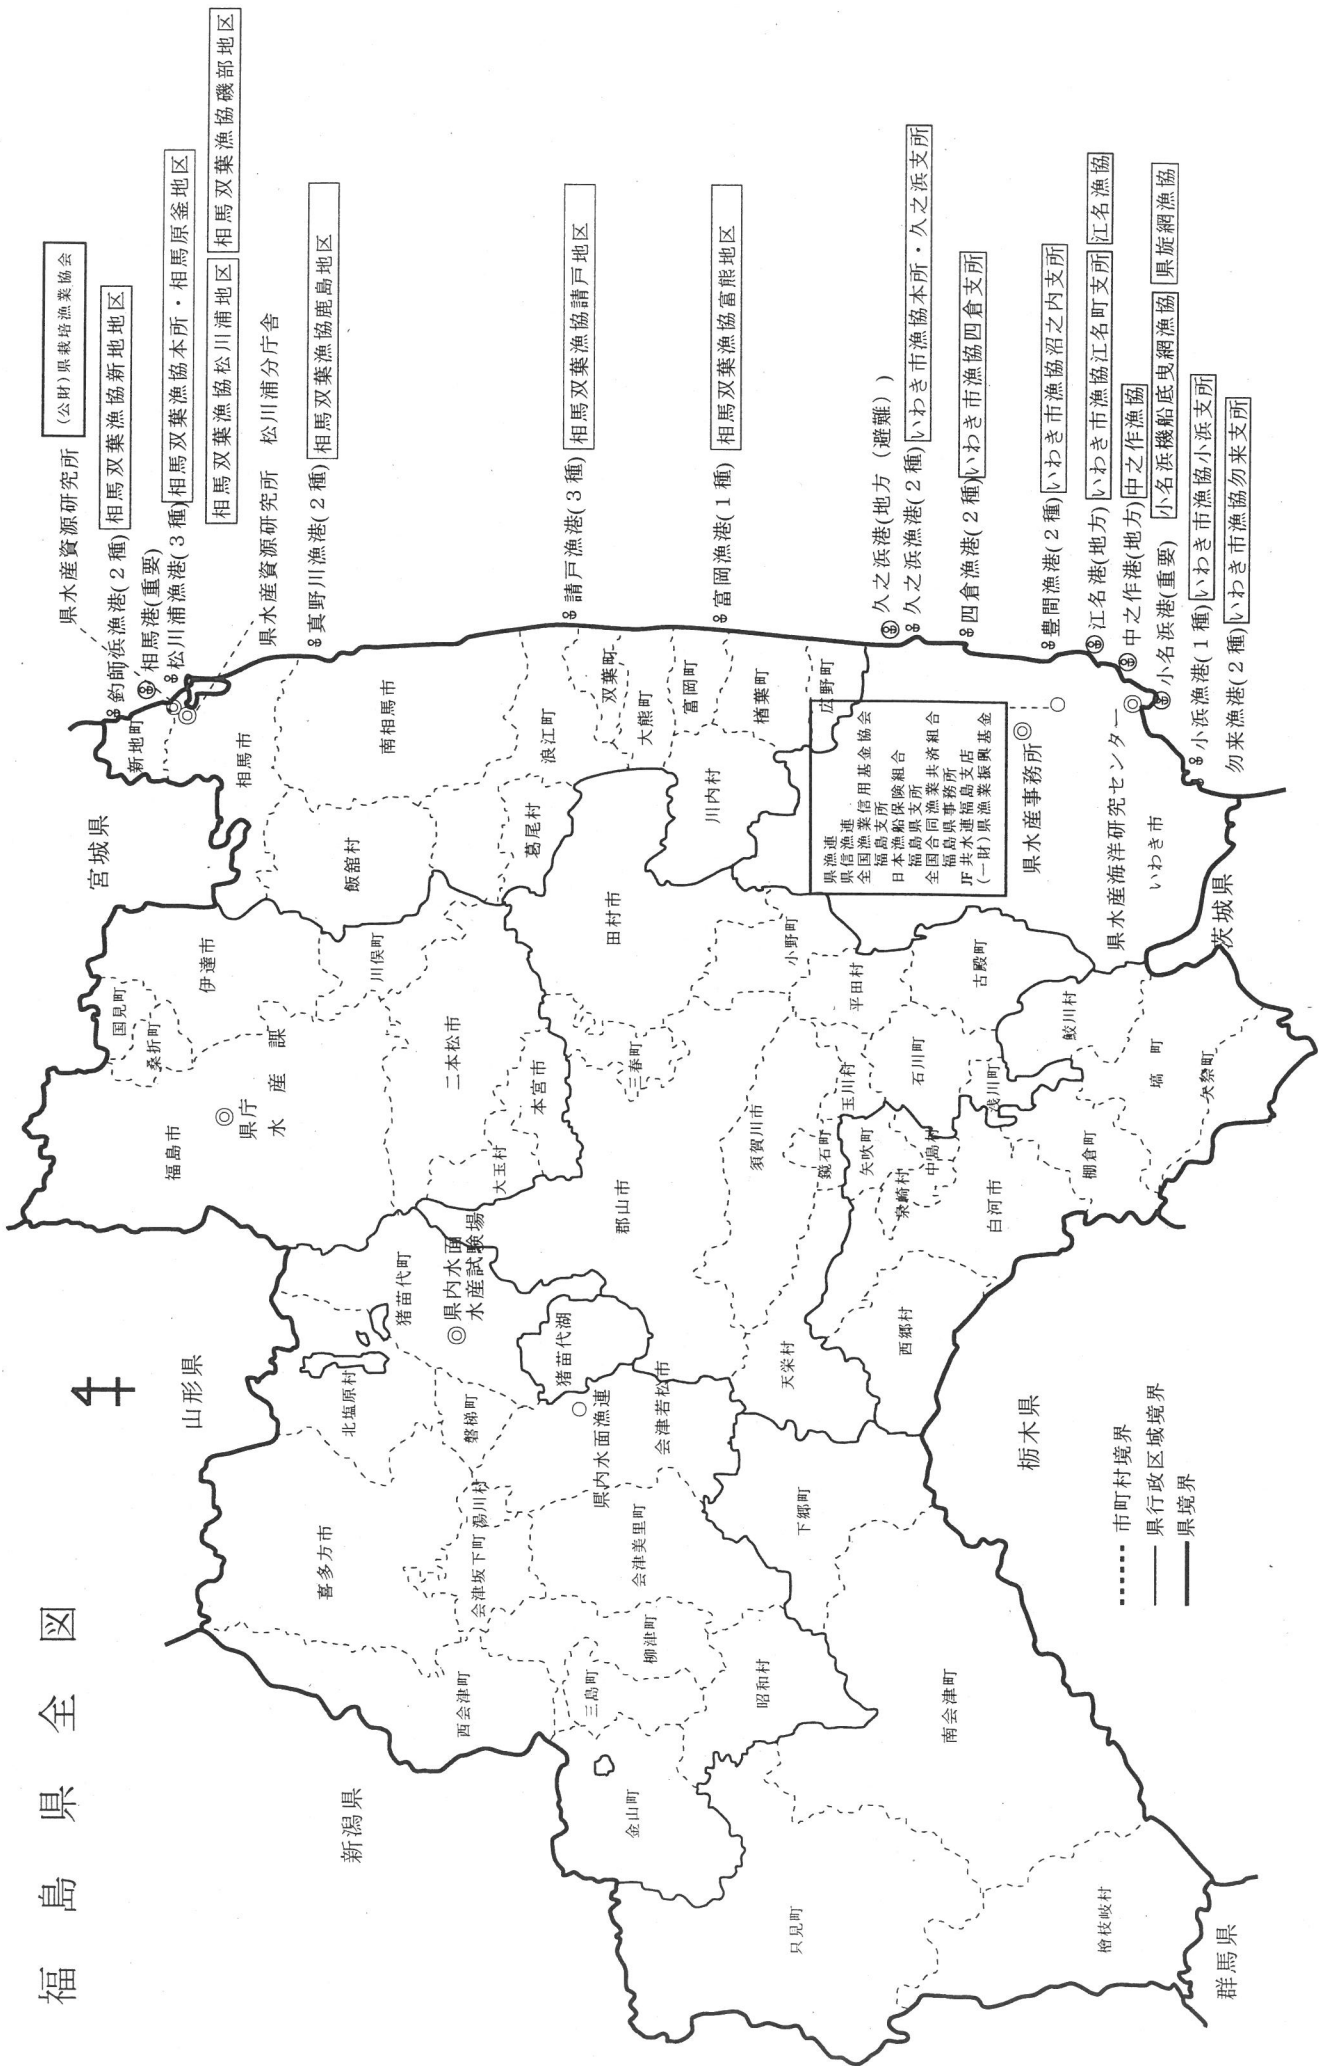 福島県全図
宮城県
山形県
新潟県
群馬県
栃木県
茨城県
県水産資源研究所
(公財)県栽培漁業協会
釣師浜漁港(2種) 相馬双葉漁協新地地区
相馬港(重要)
松川浦漁港(3種) 相馬双葉漁協本所・相馬原釜地区
相馬双葉漁協松川浦地区 相馬双葉漁協磯部地区
県水産資源研究所 松川浦分庁舎
真野川漁港(2種) 相馬双葉漁協鹿島地区
請戸漁港(3種) 相馬双葉漁協請戸地区
富岡漁港(1種) 相馬双葉漁協富熊地区
久之浜港(地方(避難))
久之浜漁港(2種) いわき市漁協本所・久之浜支所
四倉漁港(2種) いわき市漁協四倉支所
豊間漁港(2種) いわき市漁協沼之内支所
江名港(地方) いわき市漁協江名町支所 江名漁協
中之作港(地方) 中之作漁協
小名浜港(重要) 小名浜機船底曳網漁協 県旋網漁協
小浜漁港(1種) いわき市漁協小浜支所
勿来漁港(2種) いわき市漁協勿来支所
新地町
相馬市
南相馬市
飯舘村
浪江町
双葉町
大熊町
富岡町
楢葉町
広野町
葛尾村
川内村
いわき市
県漁連
県信漁連
全国漁業信用基金協会
福島支所
日本漁船保険組合
福島県支所
全国合同漁業共済組合
福島県事務所
JF共水連福島支店
(一財)県漁業振興基金
県水産事務所
県水産海洋研究センター
国見町
桑折町
伊達市
福島市
県庁
水産課
川俣町
二本松市
大玉村
本宮市
田村市
三春町
小野町
郡山市
須賀川市
鏡石町
天栄村
平田村
玉川村
石川町
古殿町
浅川町
矢吹町
中島村
泉崎村
白河市
西郷村
棚倉町
鮫川村
塙町
矢祭町
猪苗代町
県内水面
水産試験場
猪苗代湖
北塩原村
磐梯町
県内水面漁連
会津若松市
喜多方市
湯川村
会津坂下町
会津美里町
西会津町
柳津町
三島町
金山町
昭和村
下郷町
只見町
南会津町
檜枝岐村
市町村境界
県行政区域境界
県境界